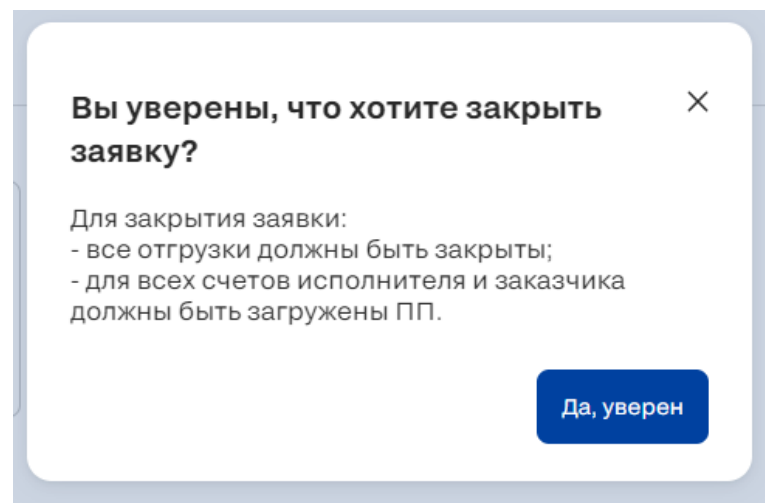 Вы уверены, что хотите закрыть
заявку?
Для закрытия заявки:
- все отгрузки должны быть закрыты;
- для всех счетов исполнителя и заказчика
должны быть загружены ПП.
Да, уверен